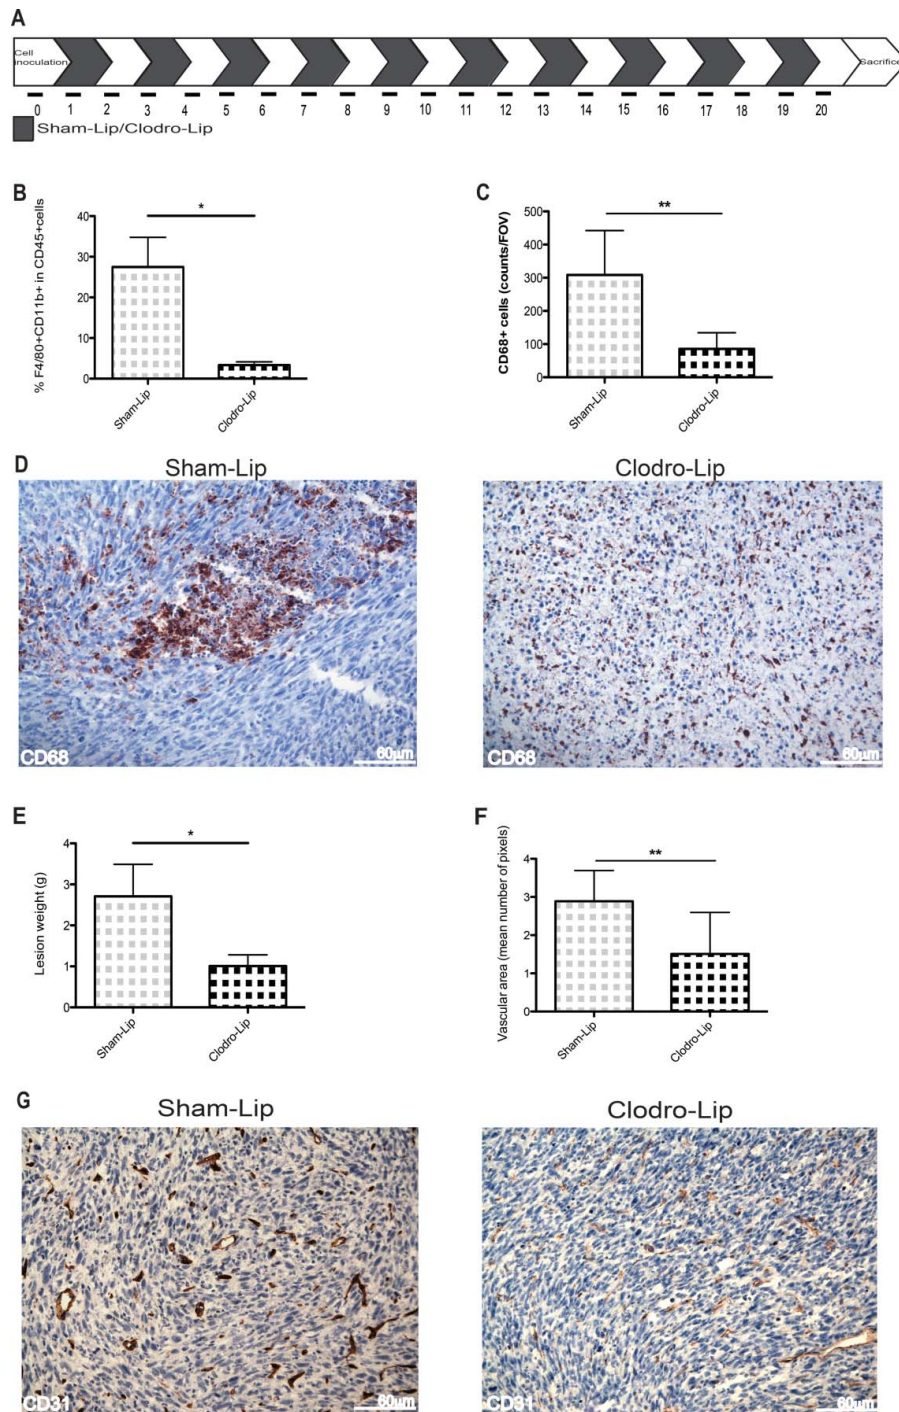 A
Cell
inoculation
Sacrifice
0 1 2 3 4 5 6 7 8 9 10 11 12 13 14 15 16 17 18 19 20
Sham-Lip/Clodro-Lip
B
% F4/80+CD11b+ in CD45+cells
40
30
20
10
0
*
Sham-Lip
Clodro-Lip
C
CD68+ cells (counts/FOV)
500
400
300
200
100
0
**
Sham-Lip
Clodro-Lip
D
Sham-Lip
Clodro-Lip
CD68
60µm
CD68
60µm
E
Lesion weight (g)
4
3
2
1
0
*
Sham-Lip
Clodro-Lip
F
Vascular area (mean number of pixels)
4
3
2
1
0
**
Sham-Lip
Clodro-Lip
G
Sham-Lip
Clodro-Lip
CD31
60µm
CD31
60µm